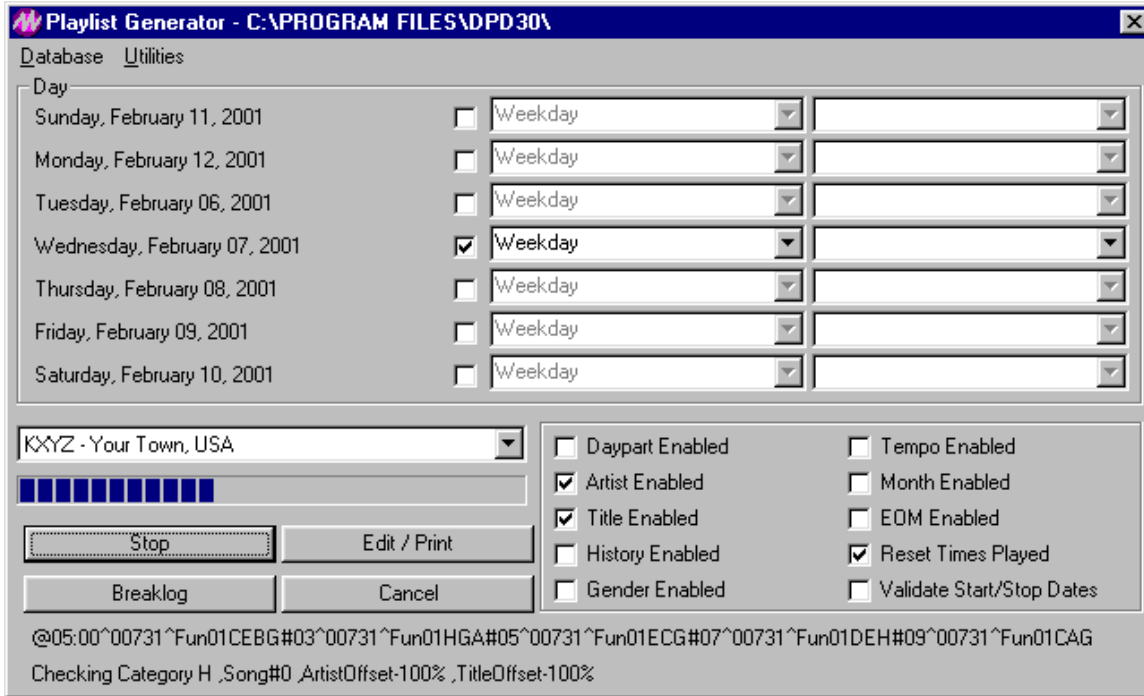 Playlist Generator - C:\PROGRAM FILES\DPD30\
Database Utilities
Day
Sunday, February 11, 2001 Weekday
Monday, February 12, 2001 Weekday
Tuesday, February 06, 2001 Weekday
Wednesday, February 07, 2001 Weekday
Thursday, February 08, 2001 Weekday
Friday, February 09, 2001 Weekday
Saturday, February 10, 2001 Weekday
KXYZ - Your Town, USA
Stop Edit / Print
Breaklog Cancel
Daypart Enabled Tempo Enabled
Artist Enabled Month Enabled
Title Enabled EOM Enabled
History Enabled Reset Times Played
Gender Enabled Validate Start/Stop Dates
@05:00^00731^Fun01CEBG#03^00731^Fun01HGA#05^00731^Fun01ECG#07^00731^Fun01DEH#09^00731^Fun01CAG
Checking Category H ,Song#0 ,ArtistOffset-100% ,TitleOffset-100%